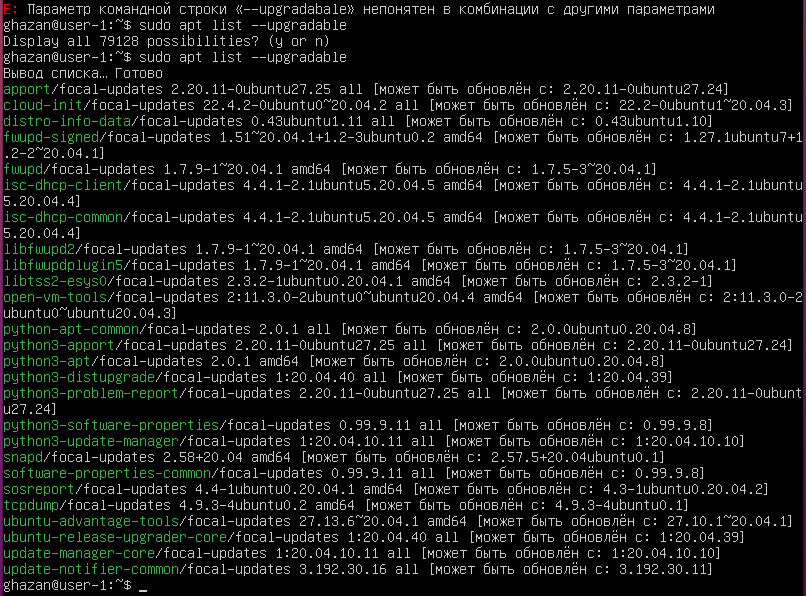 E: Параметр командной строки «--upgradabale» непонятен в комбинации с другими параметрами
ghazan@user-1:~$ sudo apt list --upgradable
Display all 79128 possibilities? (y or n)
ghazan@user-1:~$ sudo apt list --upgradable
Вывод списка… Готово
apport/focal-updates 2.20.11-0ubuntu27.25 all [может быть обновлён с: 2.20.11-0ubuntu27.24]
cloud-init/focal-updates 22.4.2-0ubuntu0~20.04.2 all [может быть обновлён с: 22.2-0ubuntu1~20.04.3]
distro-info-data/focal-updates 0.43ubuntu1.11 all [может быть обновлён с: 0.43ubuntu1.10]
fwupd-signed/focal-updates 1.51~20.04.1+1.2-3ubuntu0.2 amd64 [может быть обновлён с: 1.27.1ubuntu7+1
.2-2~20.04.1]
fwupd/focal-updates 1.7.9-1~20.04.1 amd64 [может быть обновлён с: 1.7.5-3~20.04.1]
isc-dhcp-client/focal-updates 4.4.1-2.1ubuntu5.20.04.5 amd64 [может быть обновлён с: 4.4.1-2.1ubuntu
5.20.04.4]
isc-dhcp-common/focal-updates 4.4.1-2.1ubuntu5.20.04.5 amd64 [может быть обновлён с: 4.4.1-2.1ubuntu
5.20.04.4]
libfwupd2/focal-updates 1.7.9-1~20.04.1 amd64 [может быть обновлён с: 1.7.5-3~20.04.1]
libfwupdplugin5/focal-updates 1.7.9-1~20.04.1 amd64 [может быть обновлён с: 1.7.5-3~20.04.1]
libtss2-esys0/focal-updates 2.3.2-1ubuntu0.20.04.1 amd64 [может быть обновлён с: 2.3.2-1]
open-vm-tools/focal-updates 2:11.3.0-2ubuntu0~ubuntu20.04.4 amd64 [может быть обновлён с: 2:11.3.0-2
ubuntu0~ubuntu20.04.3]
python-apt-common/focal-updates 2.0.1 all [может быть обновлён с: 2.0.0ubuntu0.20.04.8]
python3-apport/focal-updates 2.20.11-0ubuntu27.25 all [может быть обновлён с: 2.20.11-0ubuntu27.24]
python3-apt/focal-updates 2.0.1 amd64 [может быть обновлён с: 2.0.0ubuntu0.20.04.8]
python3-distupgrade/focal-updates 1:20.04.40 all [может быть обновлён с: 1:20.04.39]
python3-problem-report/focal-updates 2.20.11-0ubuntu27.25 all [может быть обновлён с: 2.20.11-0ubunt
u27.24]
python3-software-properties/focal-updates 0.99.9.11 all [может быть обновлён с: 0.99.9.8]
python3-update-manager/focal-updates 1:20.04.10.11 all [может быть обновлён с: 1:20.04.10.10]
snapd/focal-updates 2.58+20.04 amd64 [может быть обновлён с: 2.57.5+20.04ubuntu0.1]
software-properties-common/focal-updates 0.99.9.11 all [может быть обновлён с: 0.99.9.8]
sosreport/focal-updates 4.4-1ubuntu0.20.04.1 amd64 [может быть обновлён с: 4.3-1ubuntu0.20.04.2]
tcpdump/focal-updates 4.9.3-4ubuntu0.2 amd64 [может быть обновлён с: 4.9.3-4ubuntu0.1]
ubuntu-advantage-tools/focal-updates 27.13.6~20.04.1 amd64 [может быть обновлён с: 27.10.1~20.04.1]
ubuntu-release-upgrader-core/focal-updates 1:20.04.40 all [может быть обновлён с: 1:20.04.39]
update-manager-core/focal-updates 1:20.04.10.11 all [может быть обновлён с: 1:20.04.10.10]
update-notifier-common/focal-updates 3.192.30.16 all [может быть обновлён с: 3.192.30.11]
ghazan@user-1:~$ _